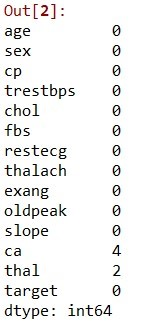 Out[2]:
age 0
sex 0
cp 0
trestbps 0
chol 0
fbs 0
restecg 0
thalach 0
exang 0
oldpeak 0
slope 0
ca 4
thal 2
target 0
dtype: int64